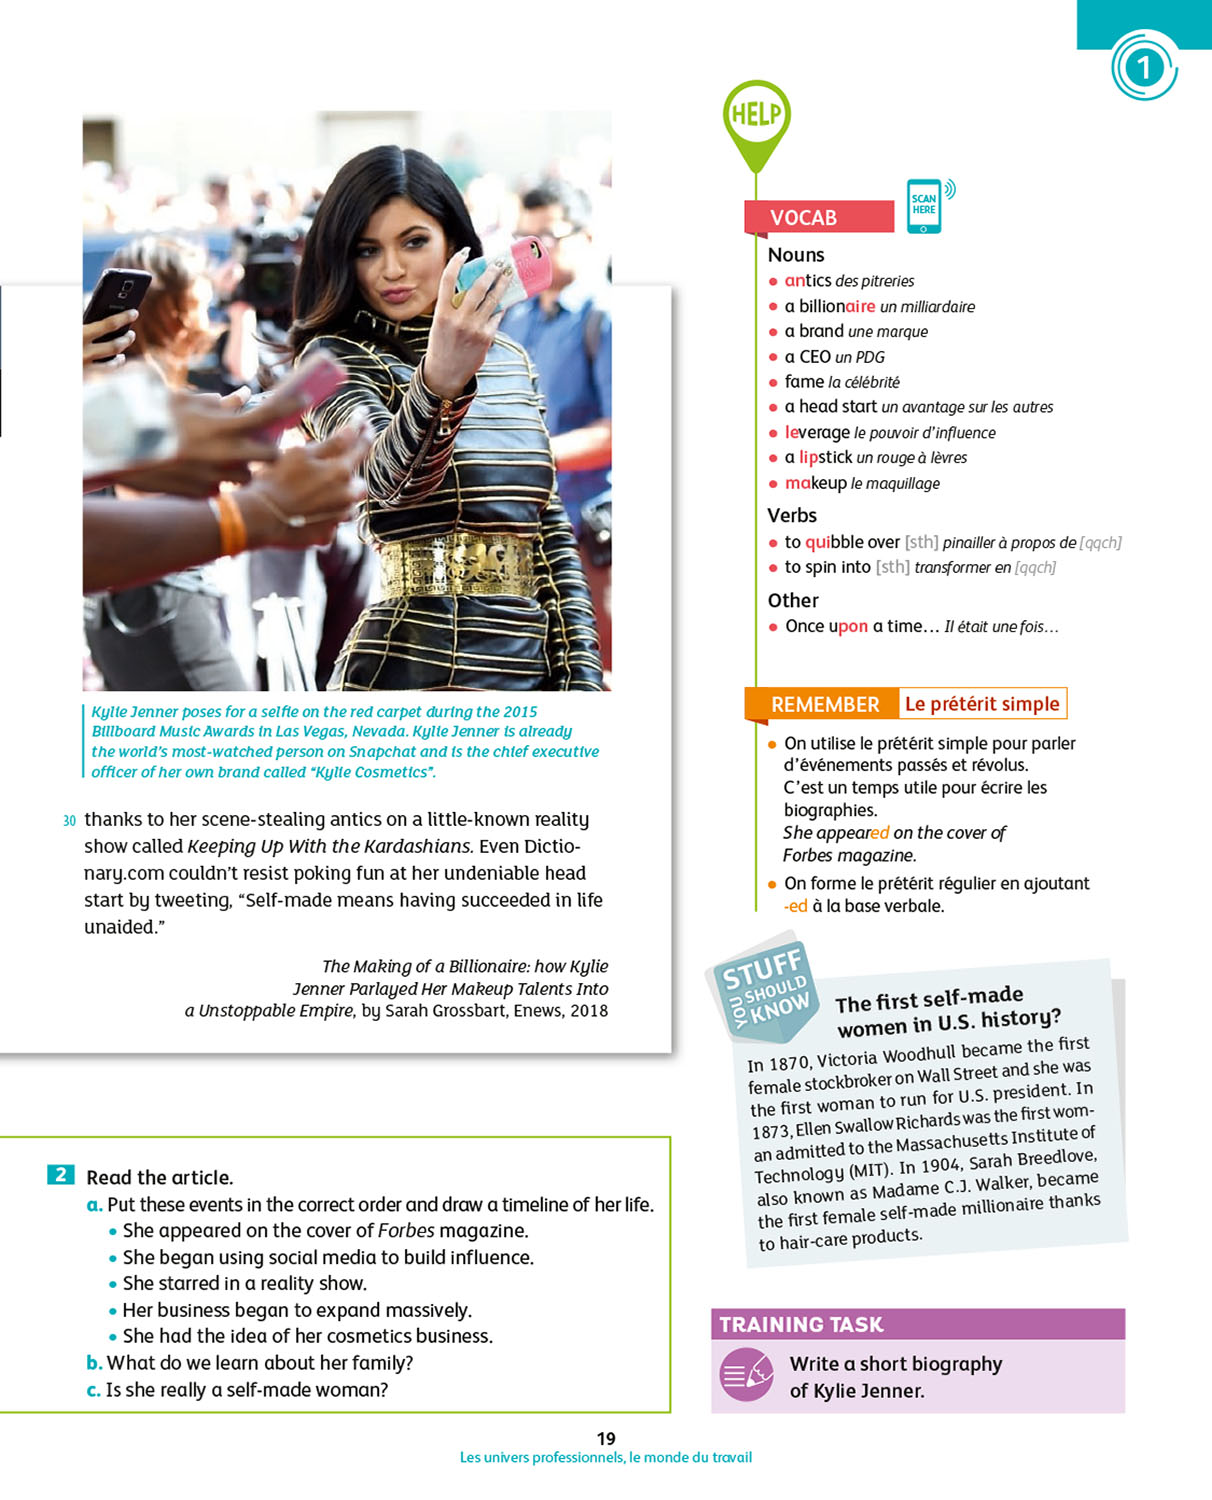 1
Kylie Jenner poses for a selfie on the red carpet during the 2015
Billboard Music Awards in Las Vegas, Nevada. Kylie Jenner is already
the world's most-watched person on Snapchat and is the chief executive
officer of her own brand called “Kylie Cosmetics”.
30 thanks to her scene-stealing antics on a little-known reality
show called Keeping Up With the Kardashians. Even Dictio-
nary.com couldn't resist poking fun at her undeniable head
start by tweeting, “Self-made means having succeeded in life
unaided.”
The Making of a Billionaire: how Kylie
Jenner Parlayed Her Makeup Talents Into
a Unstoppable Empire, by Sarah Grossbart, Enews, 2018
2 Read the article.
a. Put these events in the correct order and draw a timeline of her life.
• She appeared on the cover of Forbes magazine.
• She began using social media to build influence.
• She starred in a reality show.
• Her business began to expand massively.
• She had the idea of her cosmetics business.
b. What do we learn about her family?
c. Is she really a self-made woman?
HELP
VOCAB
SCAN
HERE
Nouns
• antics des pitreries
• a billionaire un milliardaire
• a brand une marque
• a CEO un PDG
• fame la célébrité
• a head start un avantage sur les autres
• leverage le pouvoir d'influence
• a lipstick un rouge à lèvres
• makeup le maquillage
Verbs
• to quibble over [sth] pinailler à propos de [qqch]
• to spin into [sth] transformer en [qqch]
Other
• Once upon a time… Il était une fois…
REMEMBER Le prétérit simple
• On utilise le prétérit simple pour parler
d'événements passés et révolus.
C'est un temps utile pour écrire les
biographies.
She appeared on the cover of
Forbes magazine.
• On forme le prétérit régulier en ajoutant
-ed à la base verbale.
STUFF
YOU SHOULD
KNOW
The first self-made
women in U.S. history?
In 1870, Victoria Woodhull became the first
female stockbroker on Wall Street and she was
the first woman to run for U.S. president. In
1873, Ellen Swallow Richards was the first wom-
an admitted to the Massachusetts Institute of
Technology (MIT). In 1904, Sarah Breedlove,
also known as Madame C.J. Walker, became
the first female self-made millionaire thanks
to hair-care products.
TRAINING TASK
Write a short biography
of Kylie Jenner.
19
Les univers professionnels, le monde du travail